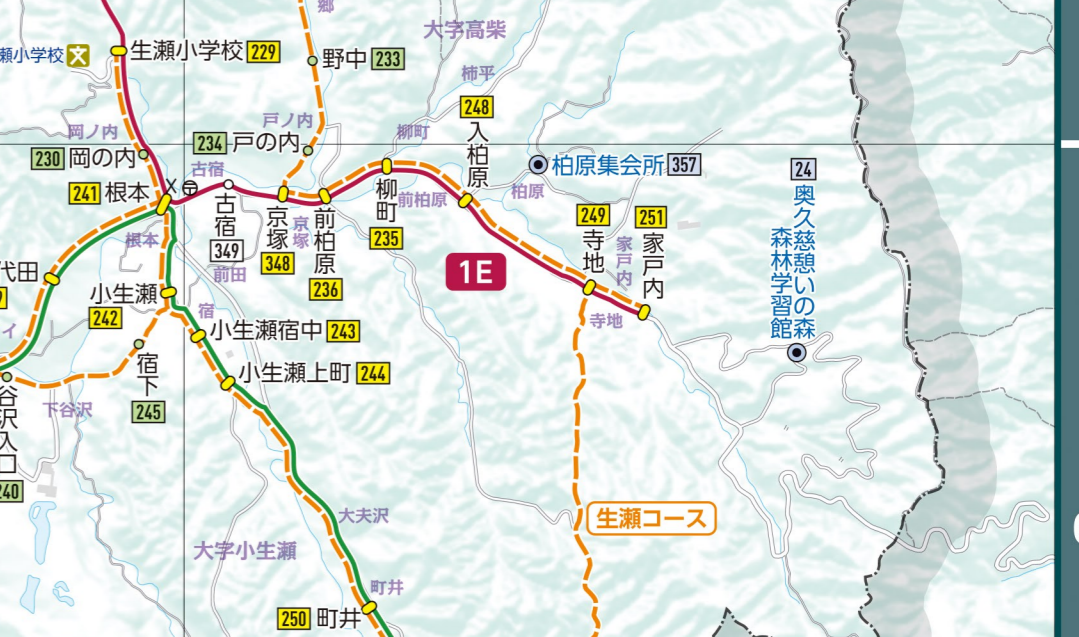 郷
大字高柴
瀬小学校 文
生瀬小学校 229
野中 233
柿平
248
入柏原
岡ノ内
戸ノ内
柳町
230 岡の内
234 戸の内
古宿
柏原集会所 357
24
奥久慈憩いの森
森林学習館
241 根本
X
〒
古宿
349
京塚
348
京塚
前柏原
236
柳町
235
前柏原
柏原
249
寺地
251
家戸内
家戸内
根本
前田
1E
代田
小生瀬
242
宿
寺地
イ
小生瀬宿中 243
宿下
245
小生瀬上町 244
谷沢入口
240
下谷沢
生瀬コース
大夫沢
大字小生瀬
町井
250 町井